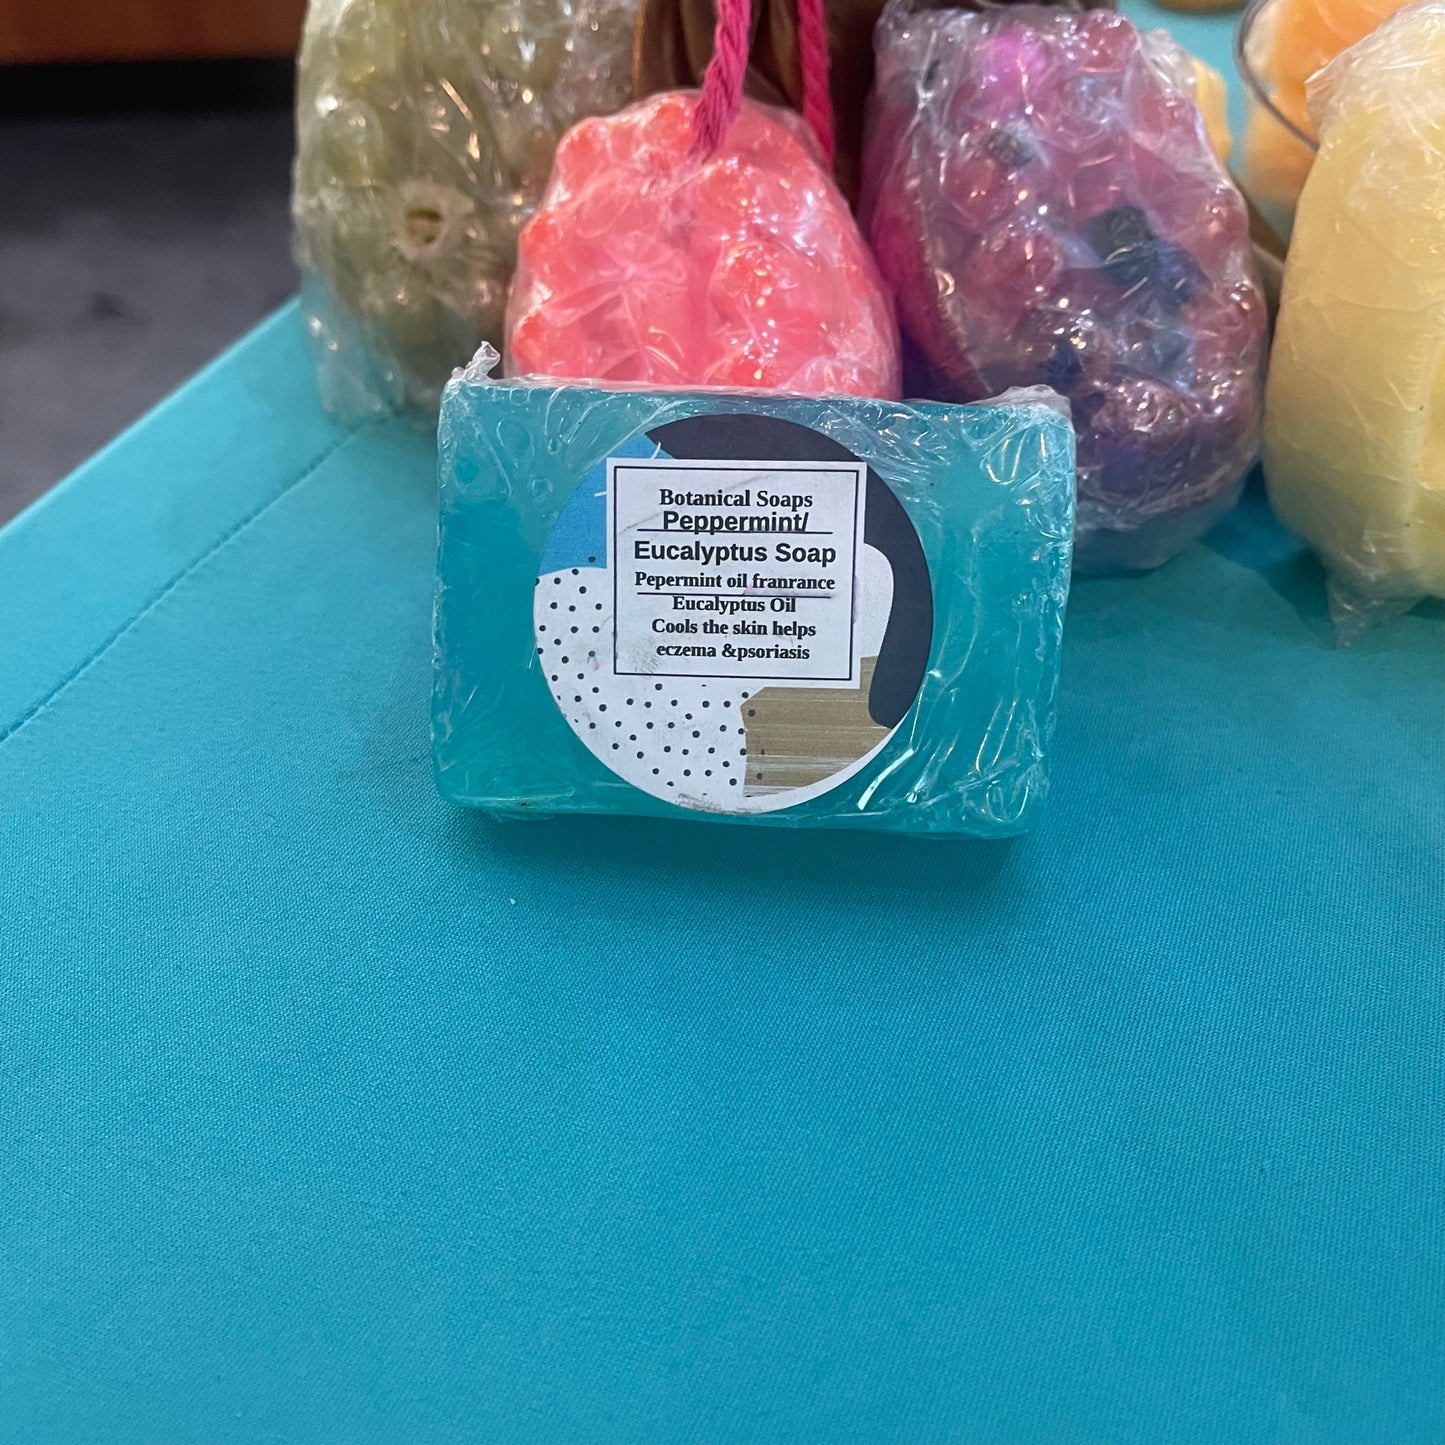 Botanical Soaps
Peppermint/
Eucalyptus Soap
Pepermint oil franrance
Eucalyptus Oil
Cools the skin helps
eczema &psoriasis